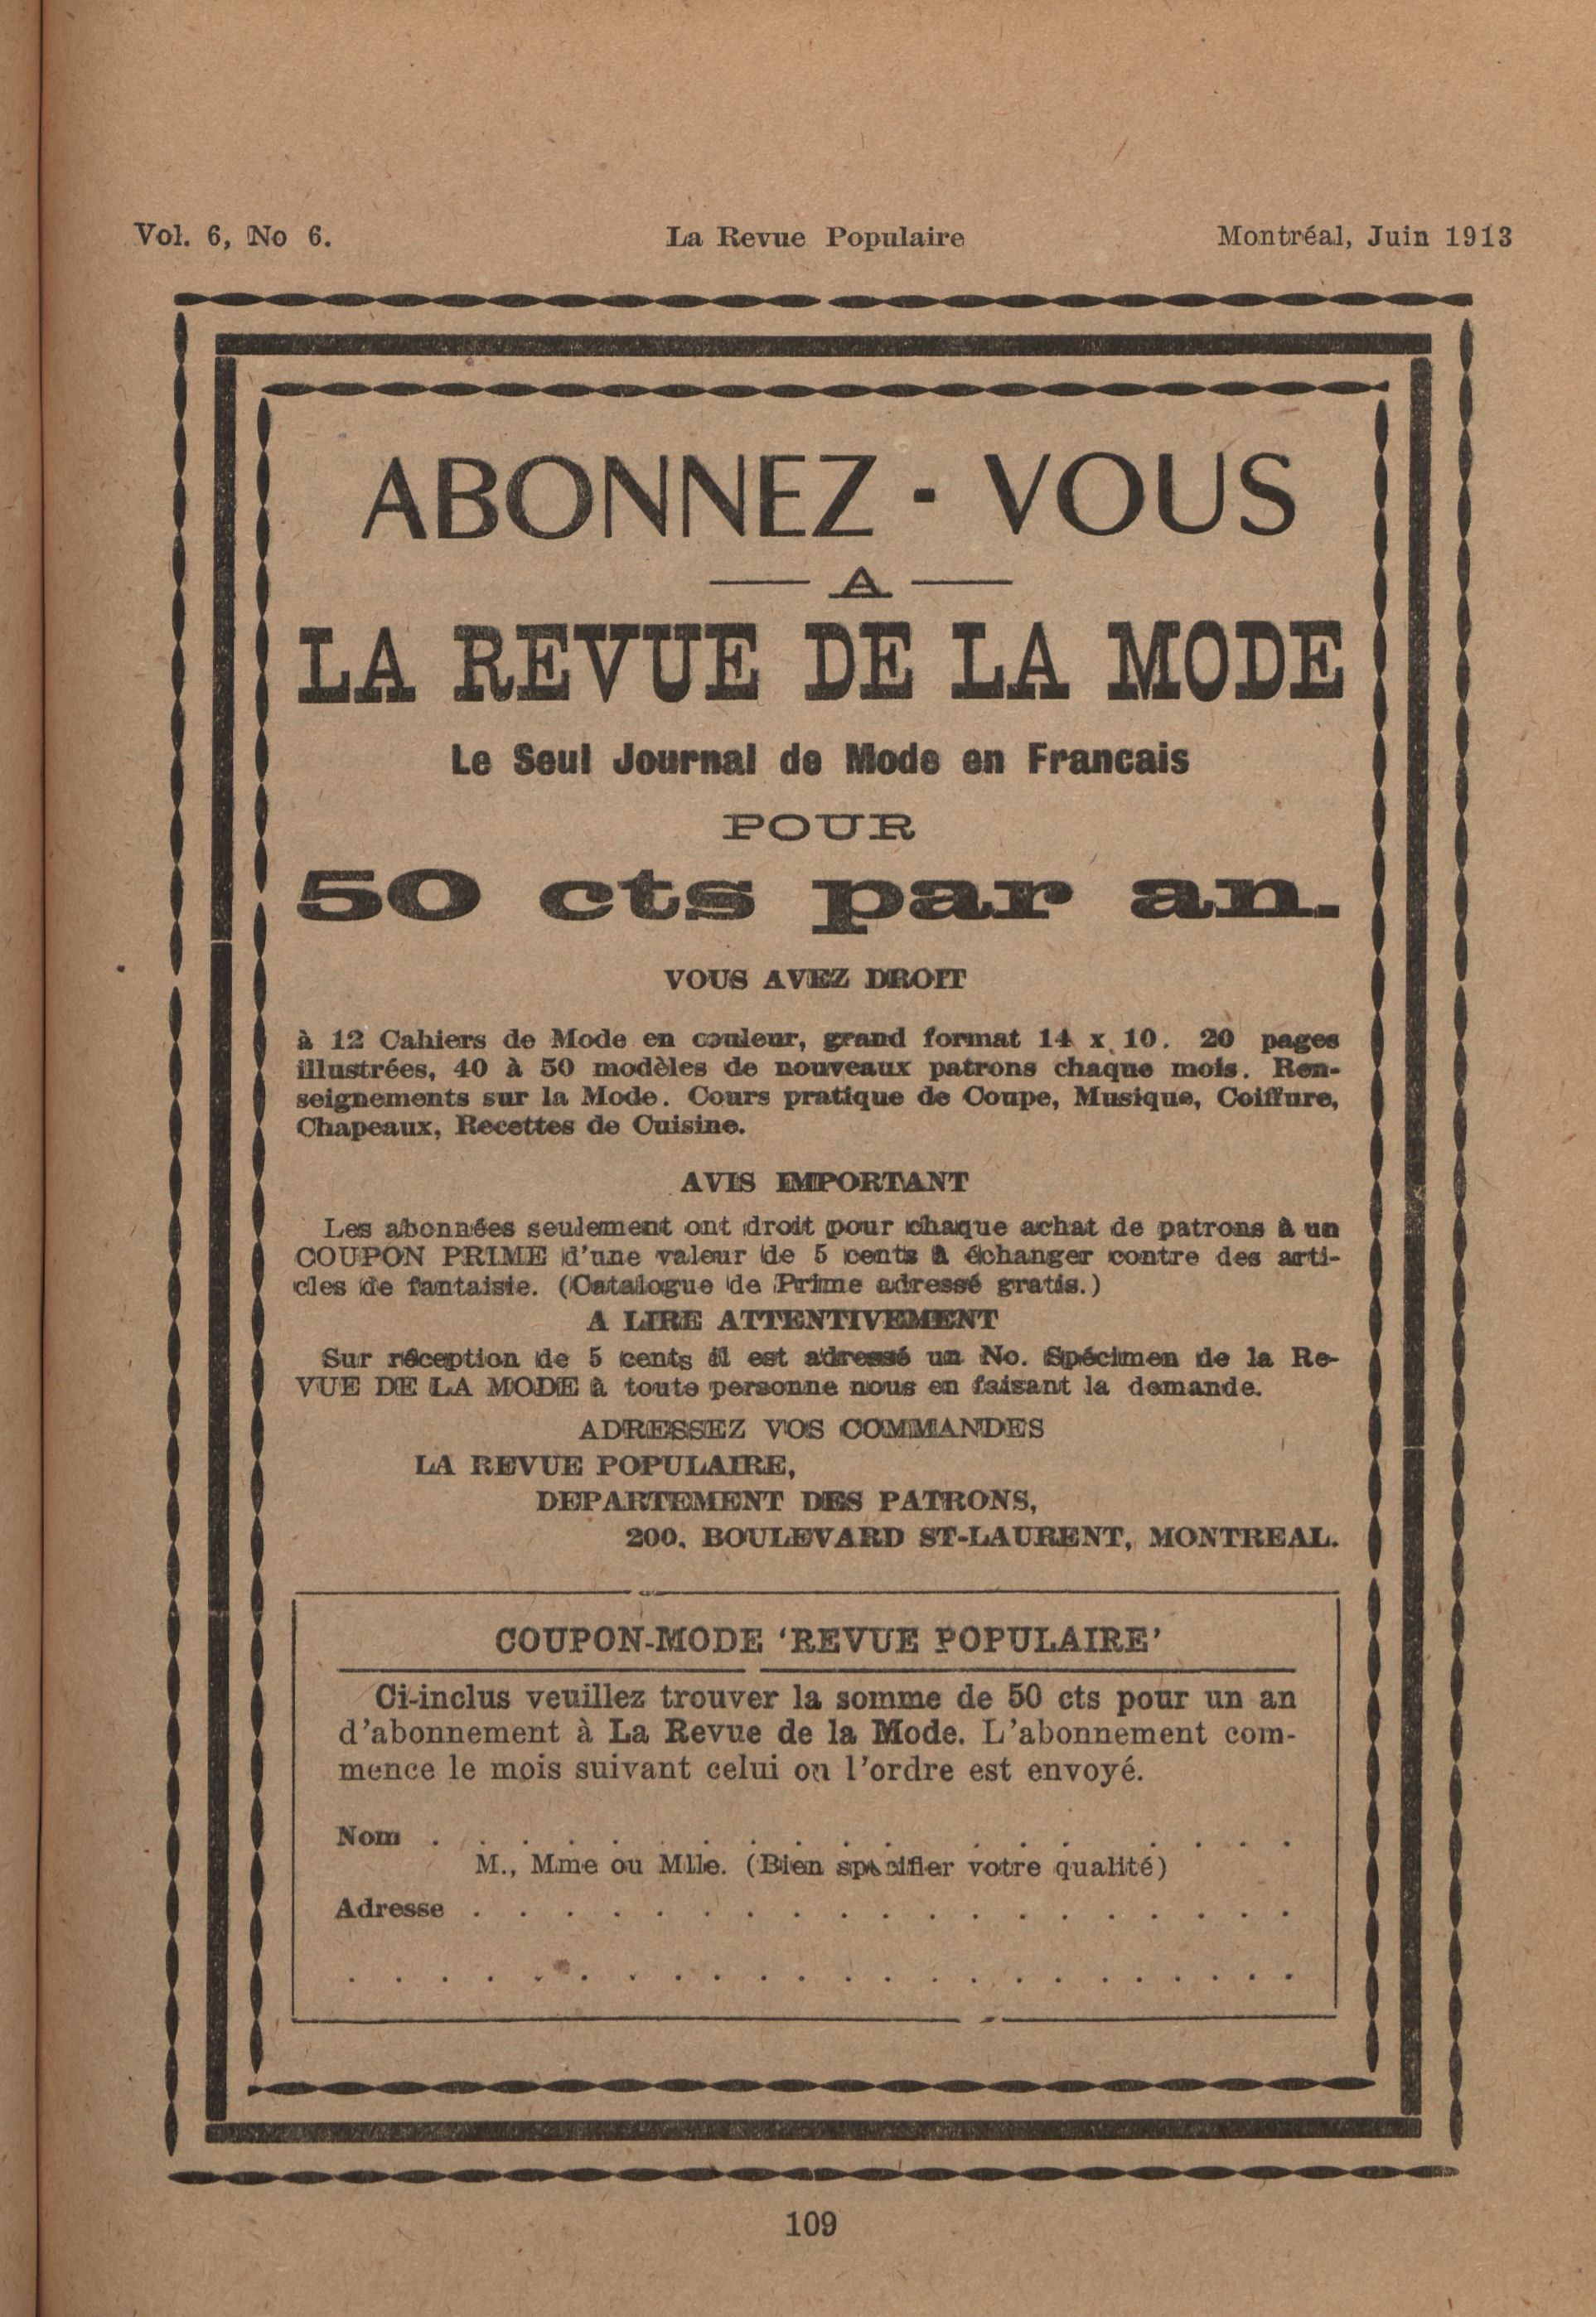 Vol. 6, No 6.
La Revue Populaire
Montréal, Juin 1913
ABONNEZ - VOUS
A
LA REVUE DE LA MODE
Le Seul Journal de Mode en Francais
POUR
50 cts par an.
VOUS AVEZ DROIT
à 12 Cahiers de Mode en couleur, grand format 14 x 10. 20 pages
illustrées, 40 à 50 modèles de nouveaux patrons chaque mois. Ren-
seignements sur la Mode. Cours pratique de Coupe, Musique, Coiffure,
Chapeaux, Recettes de Cuisine.
AVIS IMPORTANT
Les abonnées seulement ont droit pour chaque achat de patrons à un
COUPON PRIME d'une valeur de 5 cents à échanger contre des arti-
cles de fantaisie. (Catalogue de Prime adressé gratis.)
A LIRE ATTENTIVEMENT
Sur réception de 5 cents il est adressé un No. Spécimen de la Re-
VUE DE LA MODE à toute personne nous en faisant la demande.
ADRESSEZ VOS COMMANDES
LA REVUE POPULAIRE,
DEPARTEMENT DES PATRONS,
200, BOULEVARD ST-LAURENT, MONTREAL.
COUPON-MODE 'REVUE POPULAIRE'
Ci-inclus veuillez trouver la somme de 50 cts pour un an
d'abonnement à La Revue de la Mode. L'abonnement com-
mence le mois suivant celui ou l'ordre est envoyé.
Nom . . . . . . . . . . . . . . . . . . .
M., Mme ou Mlle. (Bien spécifier votre qualité)
Adresse . . . . . . . . . . . . . . . . . . .
. . . . . . . . . . . . . . . . . . . . . .
109